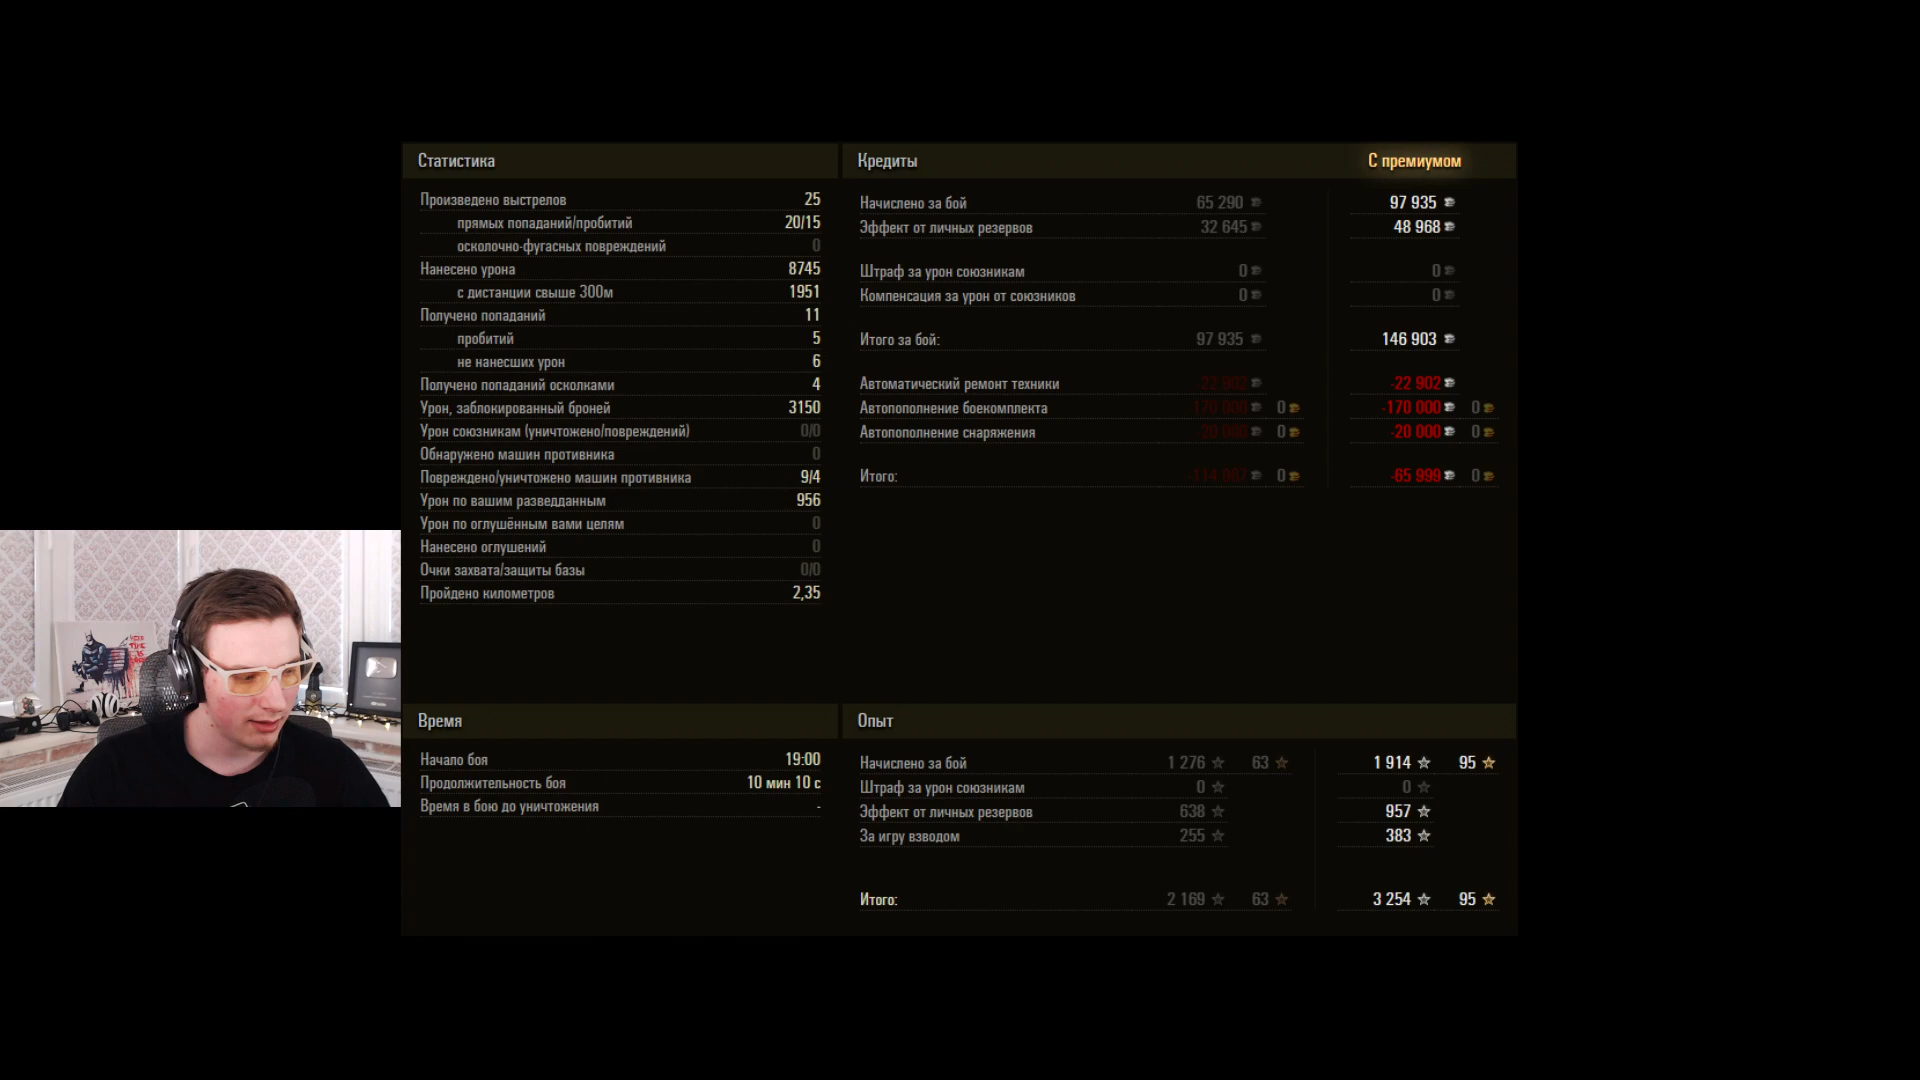 Статистика
Произведено выстрелов 25
прямых попаданий/пробитий 20/15
осколочно-фугасных повреждений 0
Нанесено урона 8745
с дистанции свыше 300м 1951
Получено попаданий 11
пробитий 5
не нанесших урон 6
Получено попаданий осколками 4
Урон, заблокированный броней 3150
Урон союзникам (уничтожено/повреждений) 0/0
Обнаружено машин противника 0
Повреждено/уничтожено машин противника 9/4
Урон по вашим разведданным 956
Урон по оглушённым вами целям 0
Нанесено оглушений 0
Очки захвата/защиты базы 0/0
Пройдено километров 2,35
Кредиты С премиумом
Начислено за бой 65 290 97 935
Эффект от личных резервов 32 645 48 968
Штраф за урон союзникам 0 0
Компенсация за урон от союзников 0 0
Итого за бой: 97 935 146 903
Автоматический ремонт техники -22 902 -22 902
Автопополнение боекомплекта -170 000 0 -170 000 0
Автопополнение снаряжения -20 000 0 -20 000 0
Итого: 0 -65 999 0
Время
Начало боя 19:00
Продолжительность боя 10 мин 10 с
Время в бою до уничтожения -
Опыт
Начислено за бой 1 276 63 1 914 95
Штраф за урон союзникам 0 0
Эффект от личных резервов 638 957
За игру взводом 255 383
Итого: 2 169 63 3 254 95